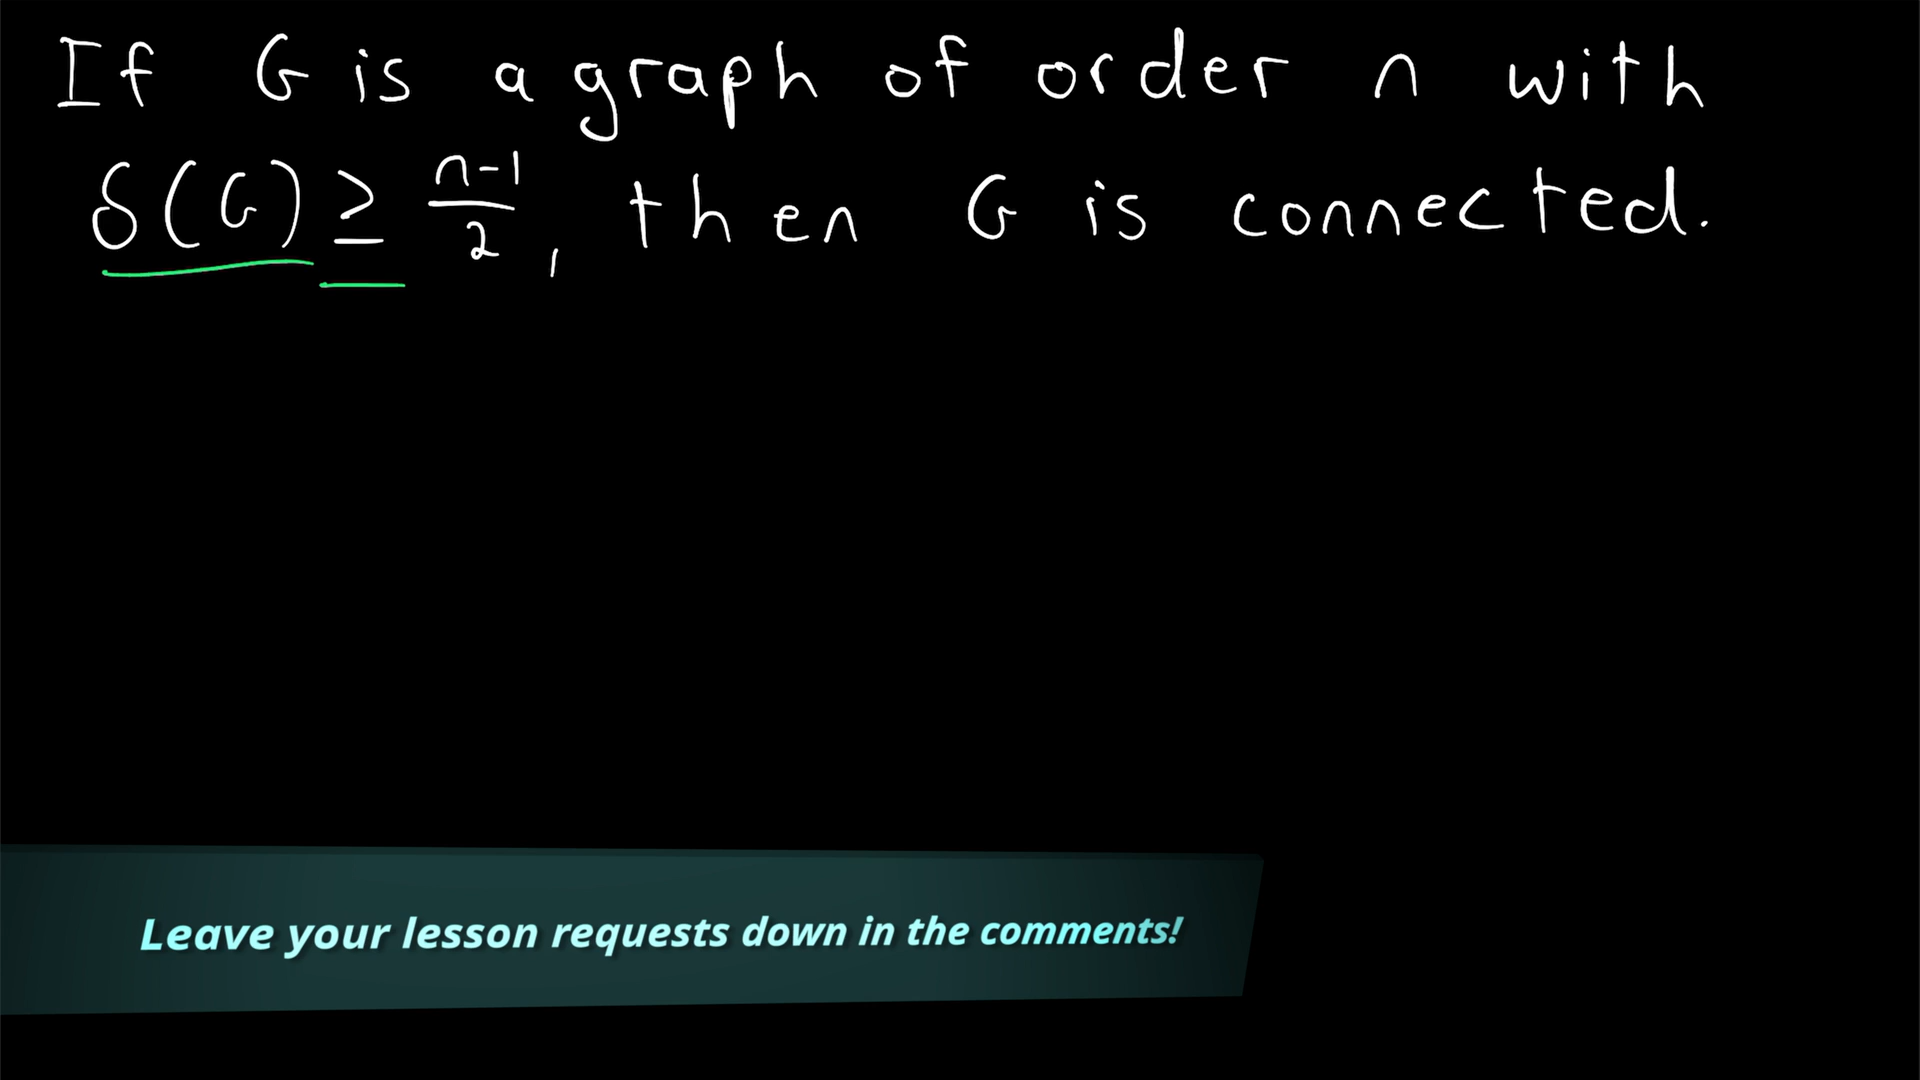 If G is a graph of order n with
δ(G) ≥ n-1/2, then G is connected.
Leave your lesson requests down in the comments!